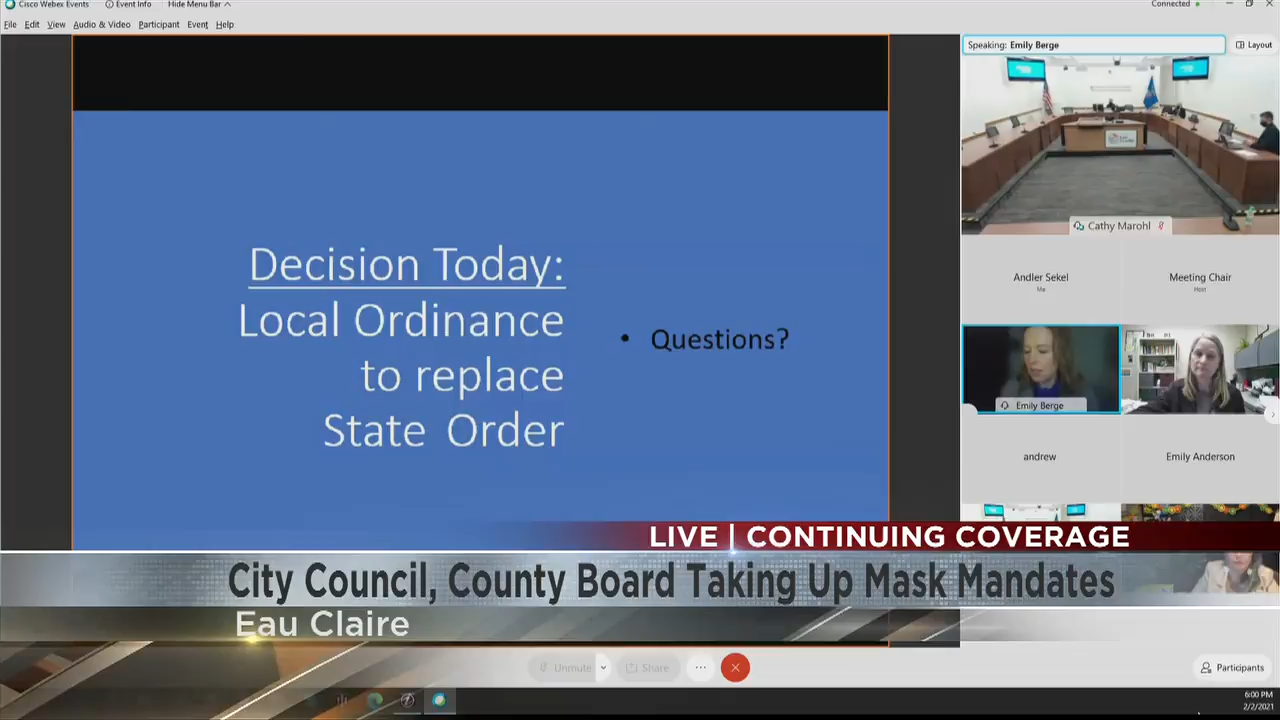 Cisco Webex Events
Event Info
Hide Menu Bar
Connected
File Edit View Audio & Video Participant Event Help
Speaking: Emily Berge
Layout
Cathy Marohl
Andler Sekel
Me
Meeting Chair
Host
Decision Today:
Local Ordinance
to replace
State Order
• Questions?
Emily Berge
andrew
Emily Anderson
LIVE | CONTINUING COVERAGE
City Council, County Board Taking Up Mask Mandates
Eau Claire
Unmute
Share
Participants
6:00 PM
2/2/2021